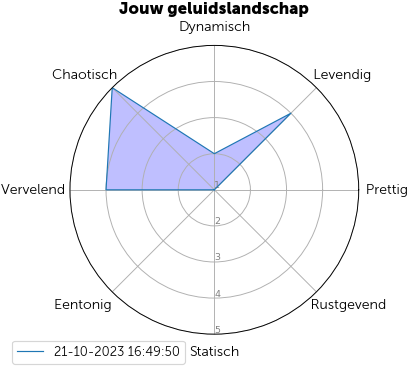 Jouw geluidslandschap
Dynamisch
Chaotisch
Levendig
Vervelend
1
Prettig
2
3
4
Eentonig
Rustgevend
5
21-10-2023 16:49:50
Statisch